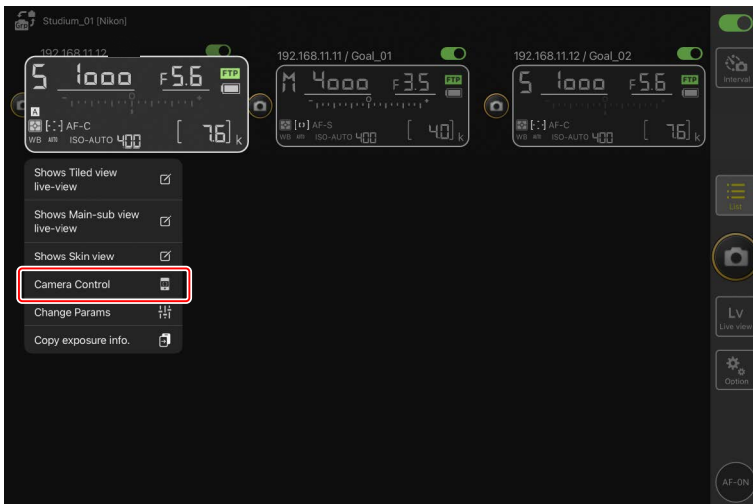 Grp
Studium_01 [Nikon]
192.168.11.12
192.168.11.11 / Goal_01
192.168.11.12 / Goal_02
S 1000 F5.6 FTP
A
[ ] AF-C
WB AUTO ISO-AUTO 400 [ 7.6] k
M 4000 F3.5 FTP
AF-S
WB AUTO ISO-AUTO 400 [ 4.0] k
S 1000 F5.6 FTP
AF-C
WB AUTO ISO-AUTO 400 [ 7.6] k
Shows Tiled view
live-view
Shows Main-sub view
live-view
Shows Skin view
Camera Control
Change Params
Copy exposure info.
Interval
List
Lv
Live view
Option
AF-ON